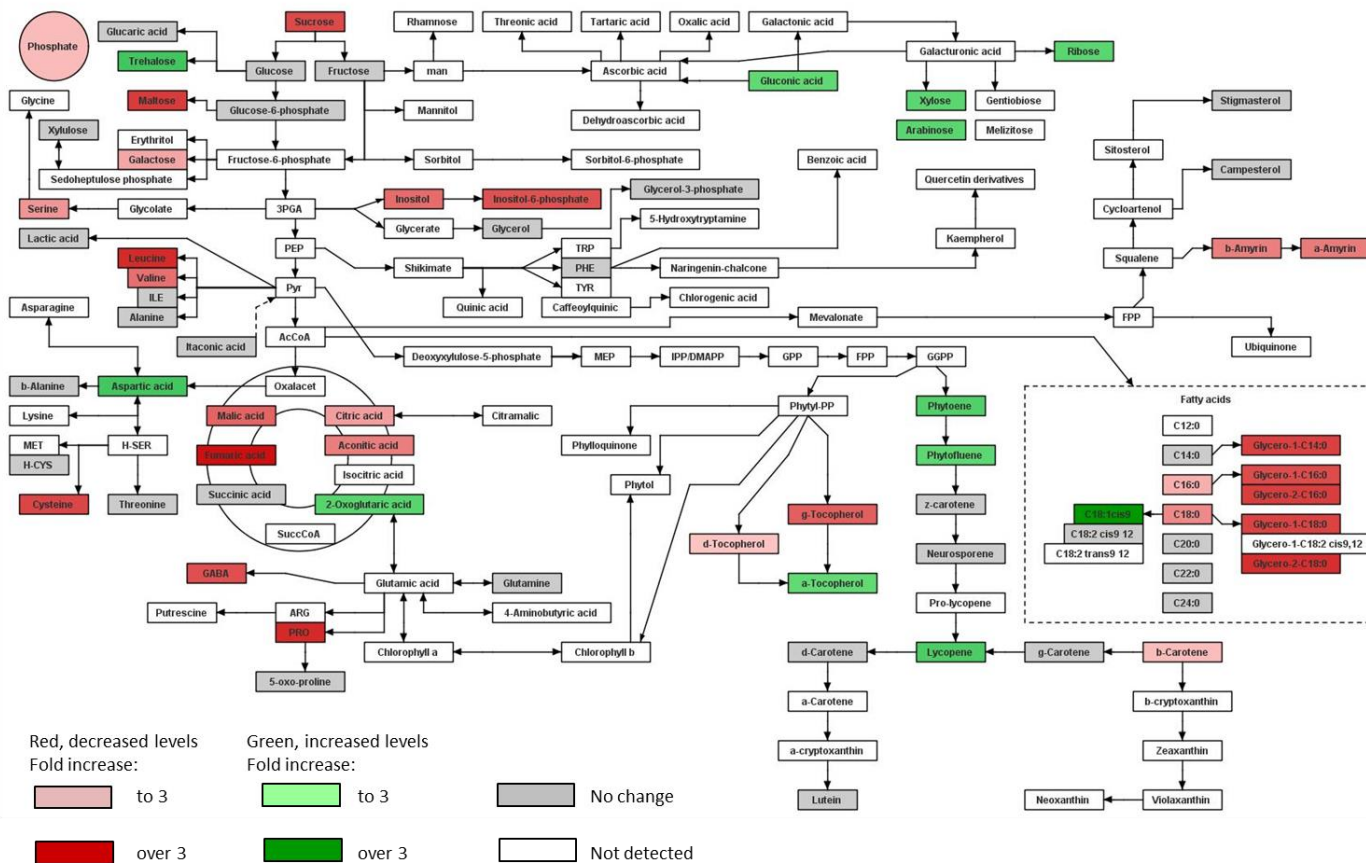 Phosphate
Glucaric acid
Sucrose
Rhamnose
Threonic acid
Tartaric acid
Oxalic acid
Galactonic acid
Trehalose
Glucose
Fructose
man
Ascorbic acid
Galacturonic acid
Ribose
Gluconic acid
Glycine
Maltose
Glucose-6-phosphate
Mannitol
Dehydroascorbic acid
Xylose
Gentiobiose
Stigmasterol
Xylulose
Erythritol
Arabinose
Melizitose
Galactose
Fructose-6-phosphate
Sorbitol
Sorbitol-6-phosphate
Benzoic acid
Sitosterol
Sedoheptulose phosphate
Quercetin derivatives
Campesterol
Serine
Glycolate
3PGA
Inositol
Inositol-6-phosphate
Glycerol-3-phosphate
Cycloartenol
Glycerate
Glycerol
5-Hydroxytryptamine
Lactic acid
PEP
TRP
Kaempferol
Leucine
Shikimate
PHE
Naringenin-chalcone
Squalene
b-Amyrin
a-Amyrin
Valine
Pyr
TYR
ILE
Quinic acid
Caffeoylquinic
Chlorogenic acid
Asparagine
Alanine
Mevalonate
FPP
Itaconic acid
AcCoA
Ubiquinone
Deoxyxylulose-5-phosphate
MEP
IPP/DMAPP
GPP
FPP
GGPP
b-Alanine
Aspartic acid
Oxalacet
Fatty acids
Lysine
Malic acid
Citric acid
Citramalic
Phytyl-PP
Phytoene
C12:0
MET
H-SER
Aconitic acid
Phylloquinone
Glycero-1-C14:0
H-CYS
Fumaric acid
Phytofluene
C14:0
Isocitric acid
Phytol
C16:0
Glycero-1-C16:0
Cysteine
Threonine
Succinic acid
2-Oxoglutaric acid
z-carotene
Glycero-2-C16:0
g-Tocopherol
C18:1cis9
C18:0
Glycero-1-C18:0
SuccCoA
d-Tocopherol
C18:2 cis9 12
C20:0
Glycero-1-C18:2 cis9,12
Neurosporene
C18:2 trans9 12
Glycero-2-C18:0
GABA
Glutamic acid
Glutamine
a-Tocopherol
C22:0
Putrescine
ARG
4-Aminobutyric acid
Pro-lycopene
C24:0
PRO
Chlorophyll a
Chlorophyll b
d-Carotene
Lycopene
g-Carotene
b-Carotene
5-oxo-proline
a-Carotene
b-cryptoxanthin
Red, decreased levels
Fold increase:
Green, increased levels
Fold increase:
a-cryptoxanthin
Zeaxanthin
to 3
to 3
No change
Lutein
Neoxanthin
Violaxanthin
over 3
over 3
Not detected